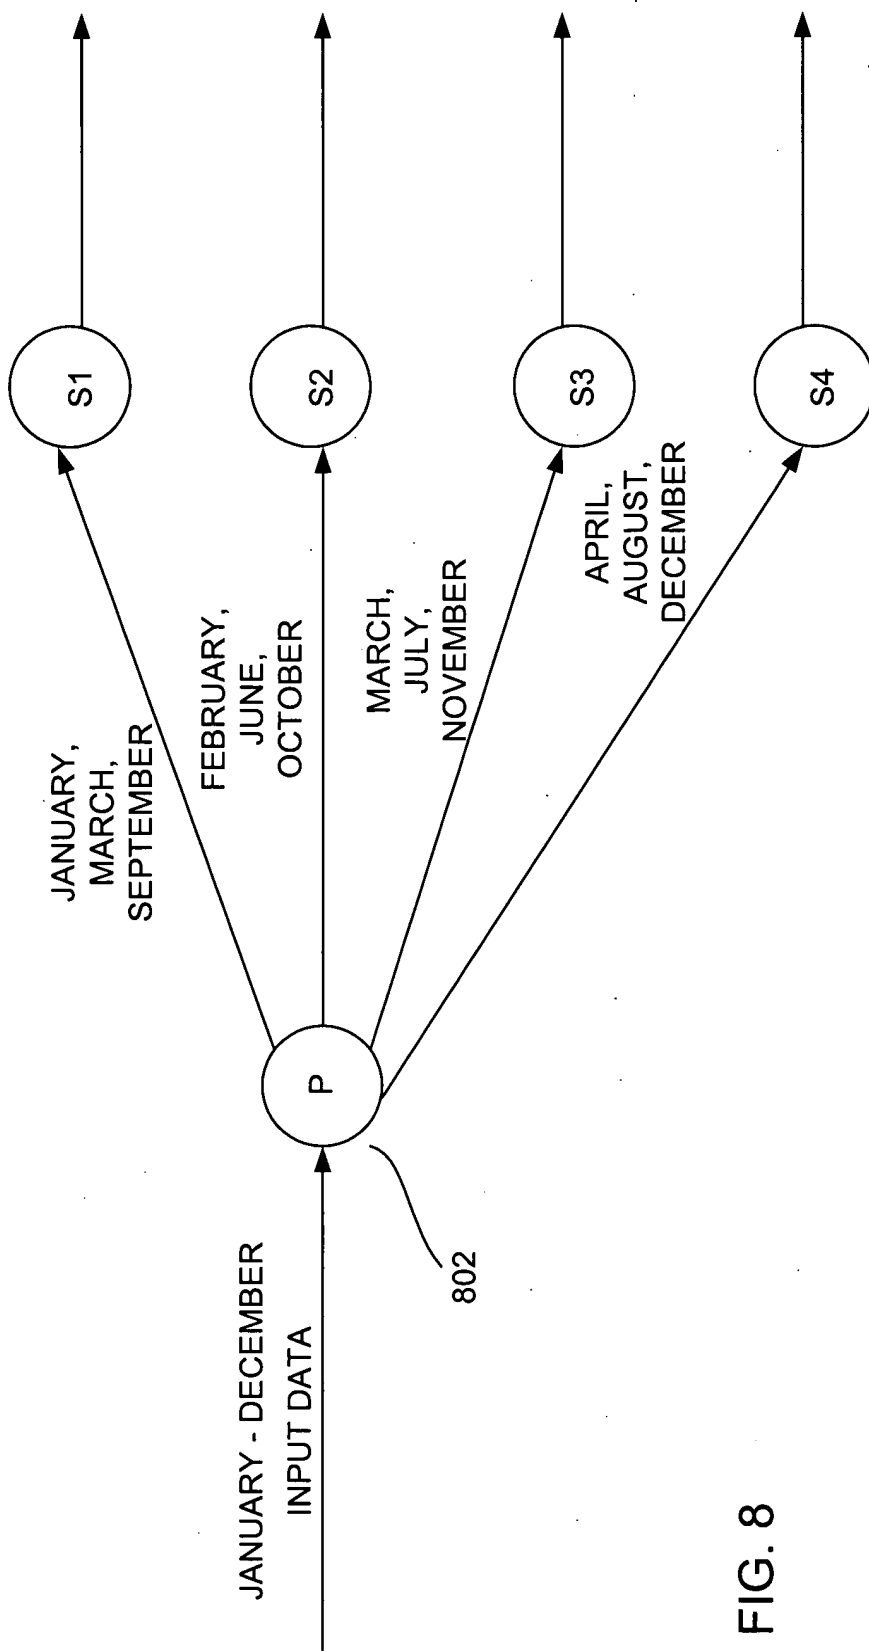 JANUARY - DECEMBER
INPUT DATA
802
P
JANUARY,
MARCH,
SEPTEMBER
FEBRUARY,
JUNE,
OCTOBER
MARCH,
JULY,
NOVEMBER
APRIL,
AUGUST,
DECEMBER
S1
S2
S3
S4
FIG. 8